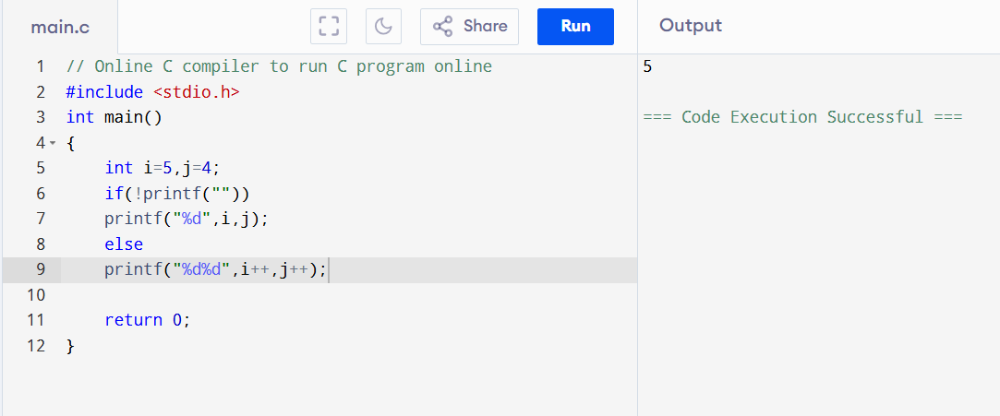 main.c
Share
Run
Output
1 // Online C compiler to run C program online
2 #include <stdio.h>
3 int main()
4 {
5     int i=5,j=4;
6     if(!printf(""))
7     printf("%d",i,j);
8     else
9     printf("%d%d",i++,j++);
10
11     return 0;
12 }
5
=== Code Execution Successful ===